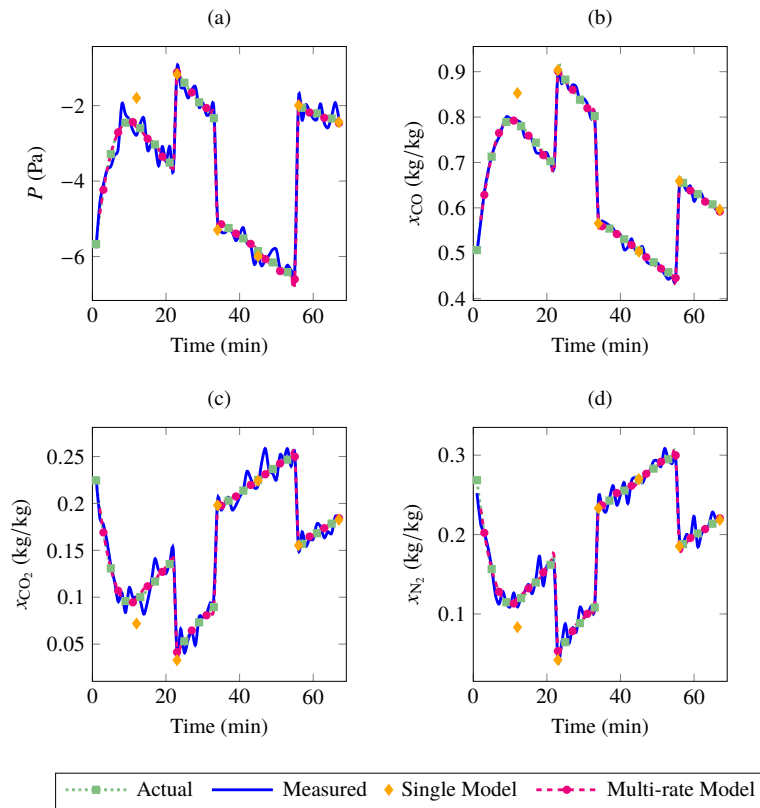 (a)
P (Pa)
−2
−4
−6
0 20 40 60
Time (min)
(b)
x_CO (kg/kg)
0.9
0.8
0.7
0.6
0.5
0.4
0 20 40 60
Time (min)
(c)
x_CO₂ (kg/kg)
0.25
0.2
0.15
0.1
0.05
0 20 40 60
Time (min)
(d)
x_N₂ (kg/kg)
0.3
0.2
0.1
0 20 40 60
Time (min)
Actual Measured Single Model Multi-rate Model